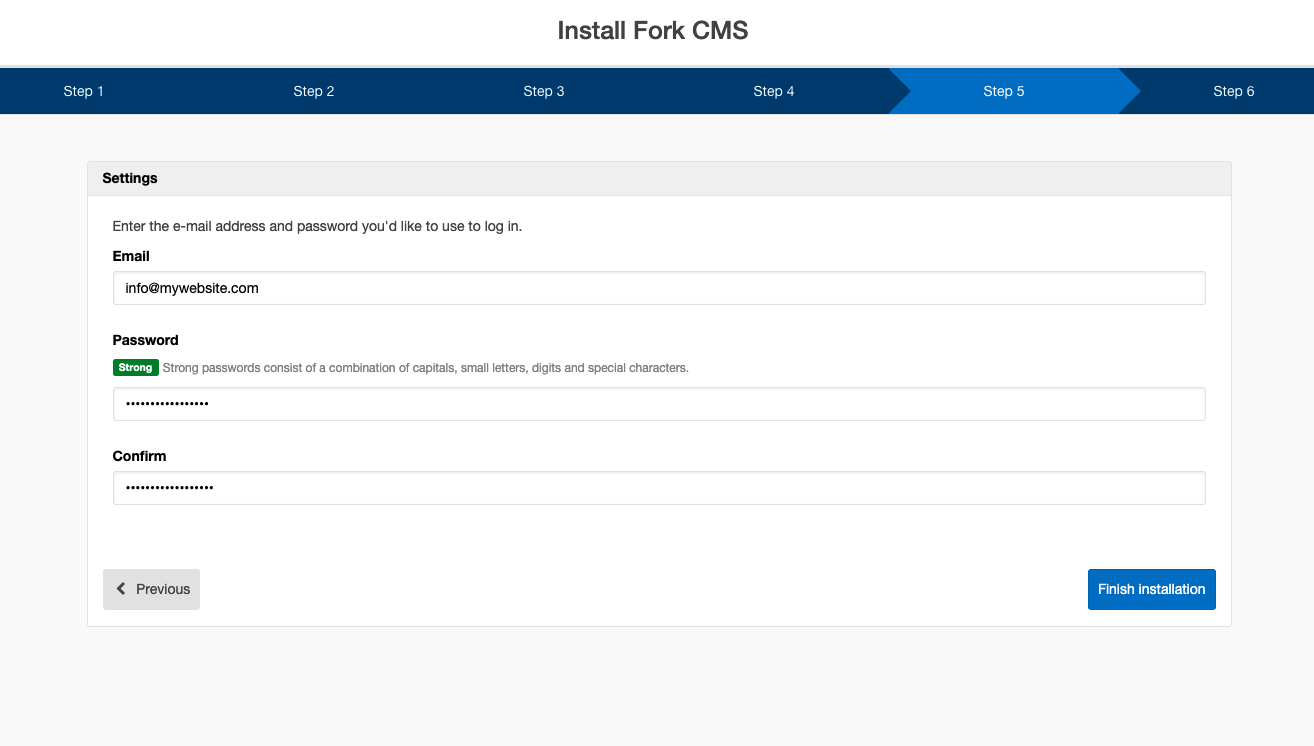 Install Fork CMS
Step 1 Step 2 Step 3 Step 4 Step 5 Step 6
Settings
Enter the e-mail address and password you'd like to use to log in.
Email
info@mywebsite.com
Password
Strong Strong passwords consist of a combination of capitals, small letters, digits and special characters.
•••••••••••••••••
Confirm
••••••••••••••••••
Previous Finish installation